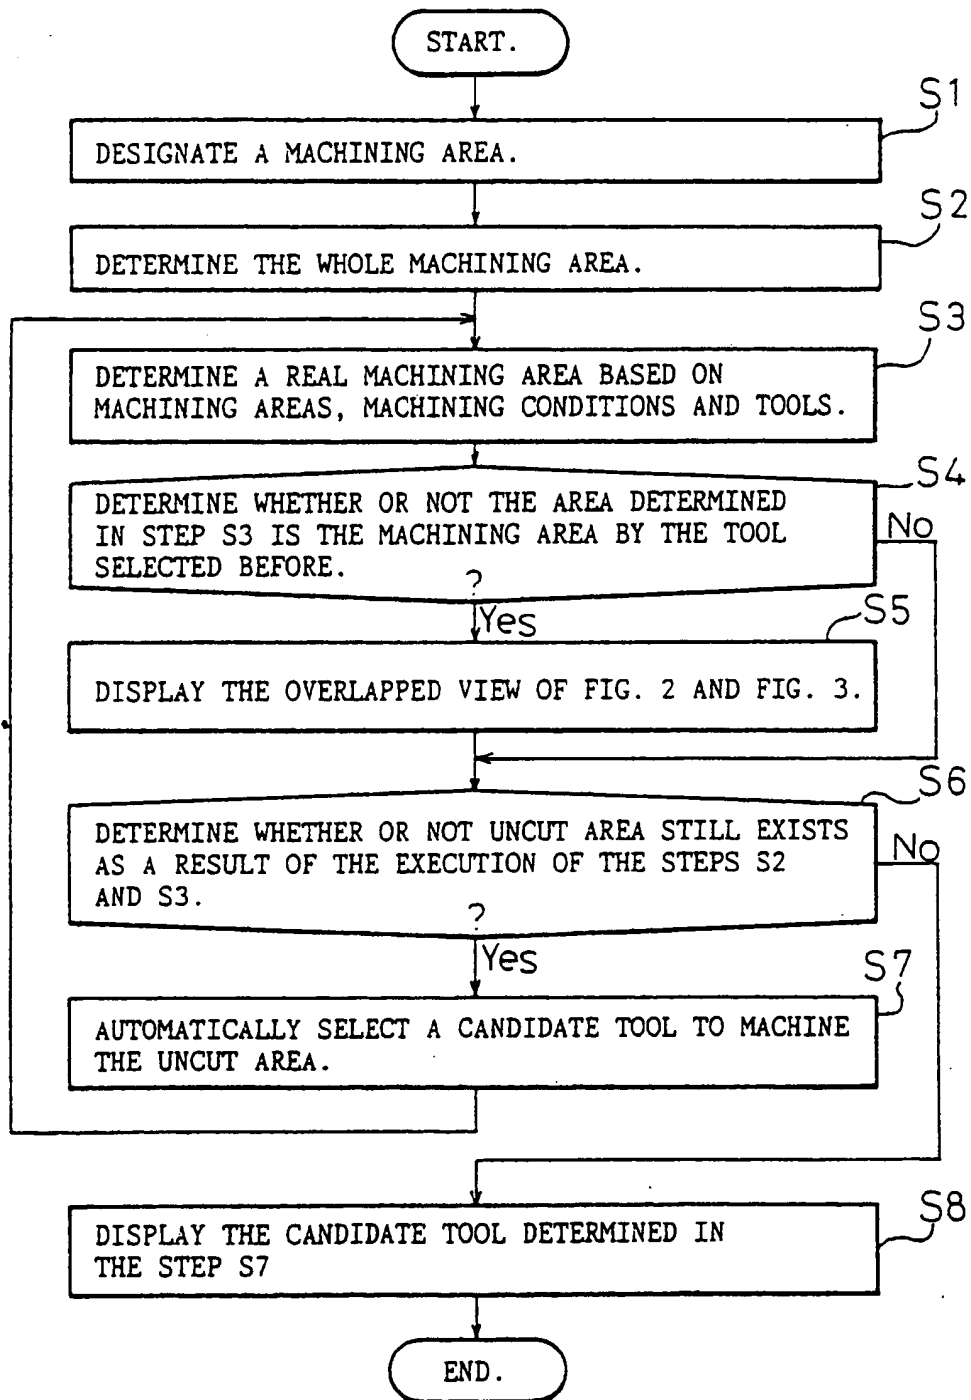 START.
S1
DESIGNATE A MACHINING AREA.
S2
DETERMINE THE WHOLE MACHINING AREA.
S3
DETERMINE A REAL MACHINING AREA BASED ON
MACHINING AREAS, MACHINING CONDITIONS AND TOOLS.
S4
DETERMINE WHETHER OR NOT THE AREA DETERMINED
IN STEP S3 IS THE MACHINING AREA BY THE TOOL
SELECTED BEFORE.
?
No
Yes
S5
DISPLAY THE OVERLAPPED VIEW OF FIG. 2 AND FIG. 3.
S6
DETERMINE WHETHER OR NOT UNCUT AREA STILL EXISTS
AS A RESULT OF THE EXECUTION OF THE STEPS S2
AND S3.
?
No
Yes
S7
AUTOMATICALLY SELECT A CANDIDATE TOOL TO MACHINE
THE UNCUT AREA.
S8
DISPLAY THE CANDIDATE TOOL DETERMINED IN
THE STEP S7
END.